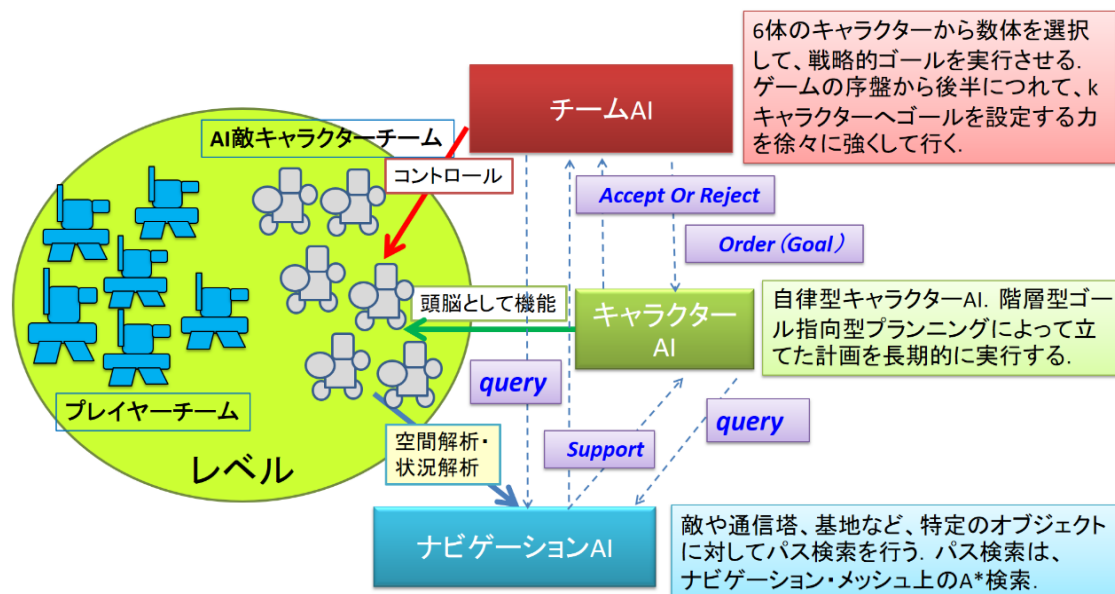 6体のキャラクターから数体を選択
して、戦略的ゴールを実行させる.
ゲームの序盤から後半につれて、k
キャラクターへゴールを設定する力
を徐々に強くして行く.
チームAI
AI敵キャラクターチーム
コントロール
Accept Or Reject
Order（Goal）
頭脳として機能
キャラクター
AI
自律型キャラクターAI. 階層型ゴー
ル指向型プランニングによって立
てた計画を長期的に実行する.
query
query
プレイヤーチーム
Support
空間解析・
状況解析
レベル
ナビゲーションAI
敵や通信塔、基地など、特定のオブジェクト
に対してパス検索を行う. パス検索は、
ナビゲーション・メッシュ上のA*検索.